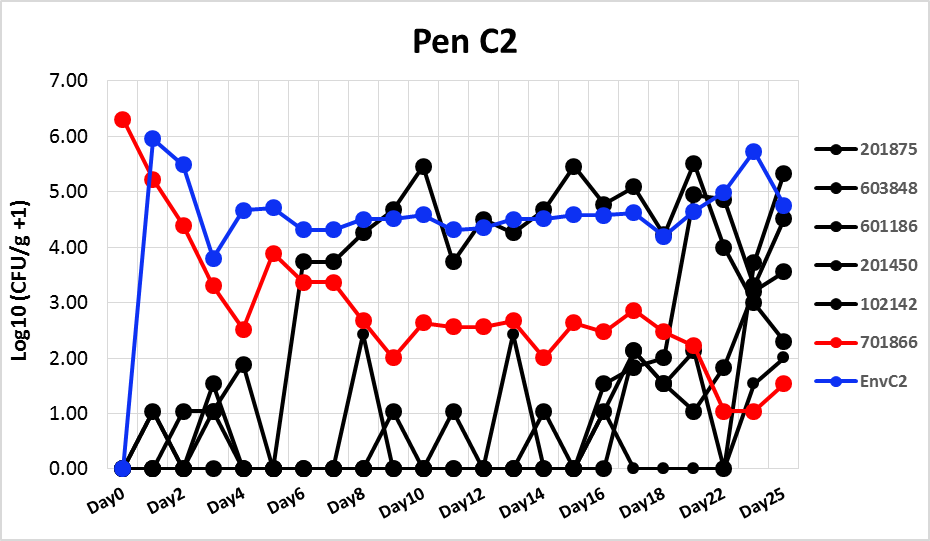 Pen C2
Log10 (CFU/g +1)
7.00
6.00
5.00
4.00
3.00
2.00
1.00
0.00
Day0
Day2
Day4
Day6
Day8
Day10
Day12
Day14
Day16
Day18
Day22
Day25
201875
603848
601186
201450
102142
701866
EnvC2